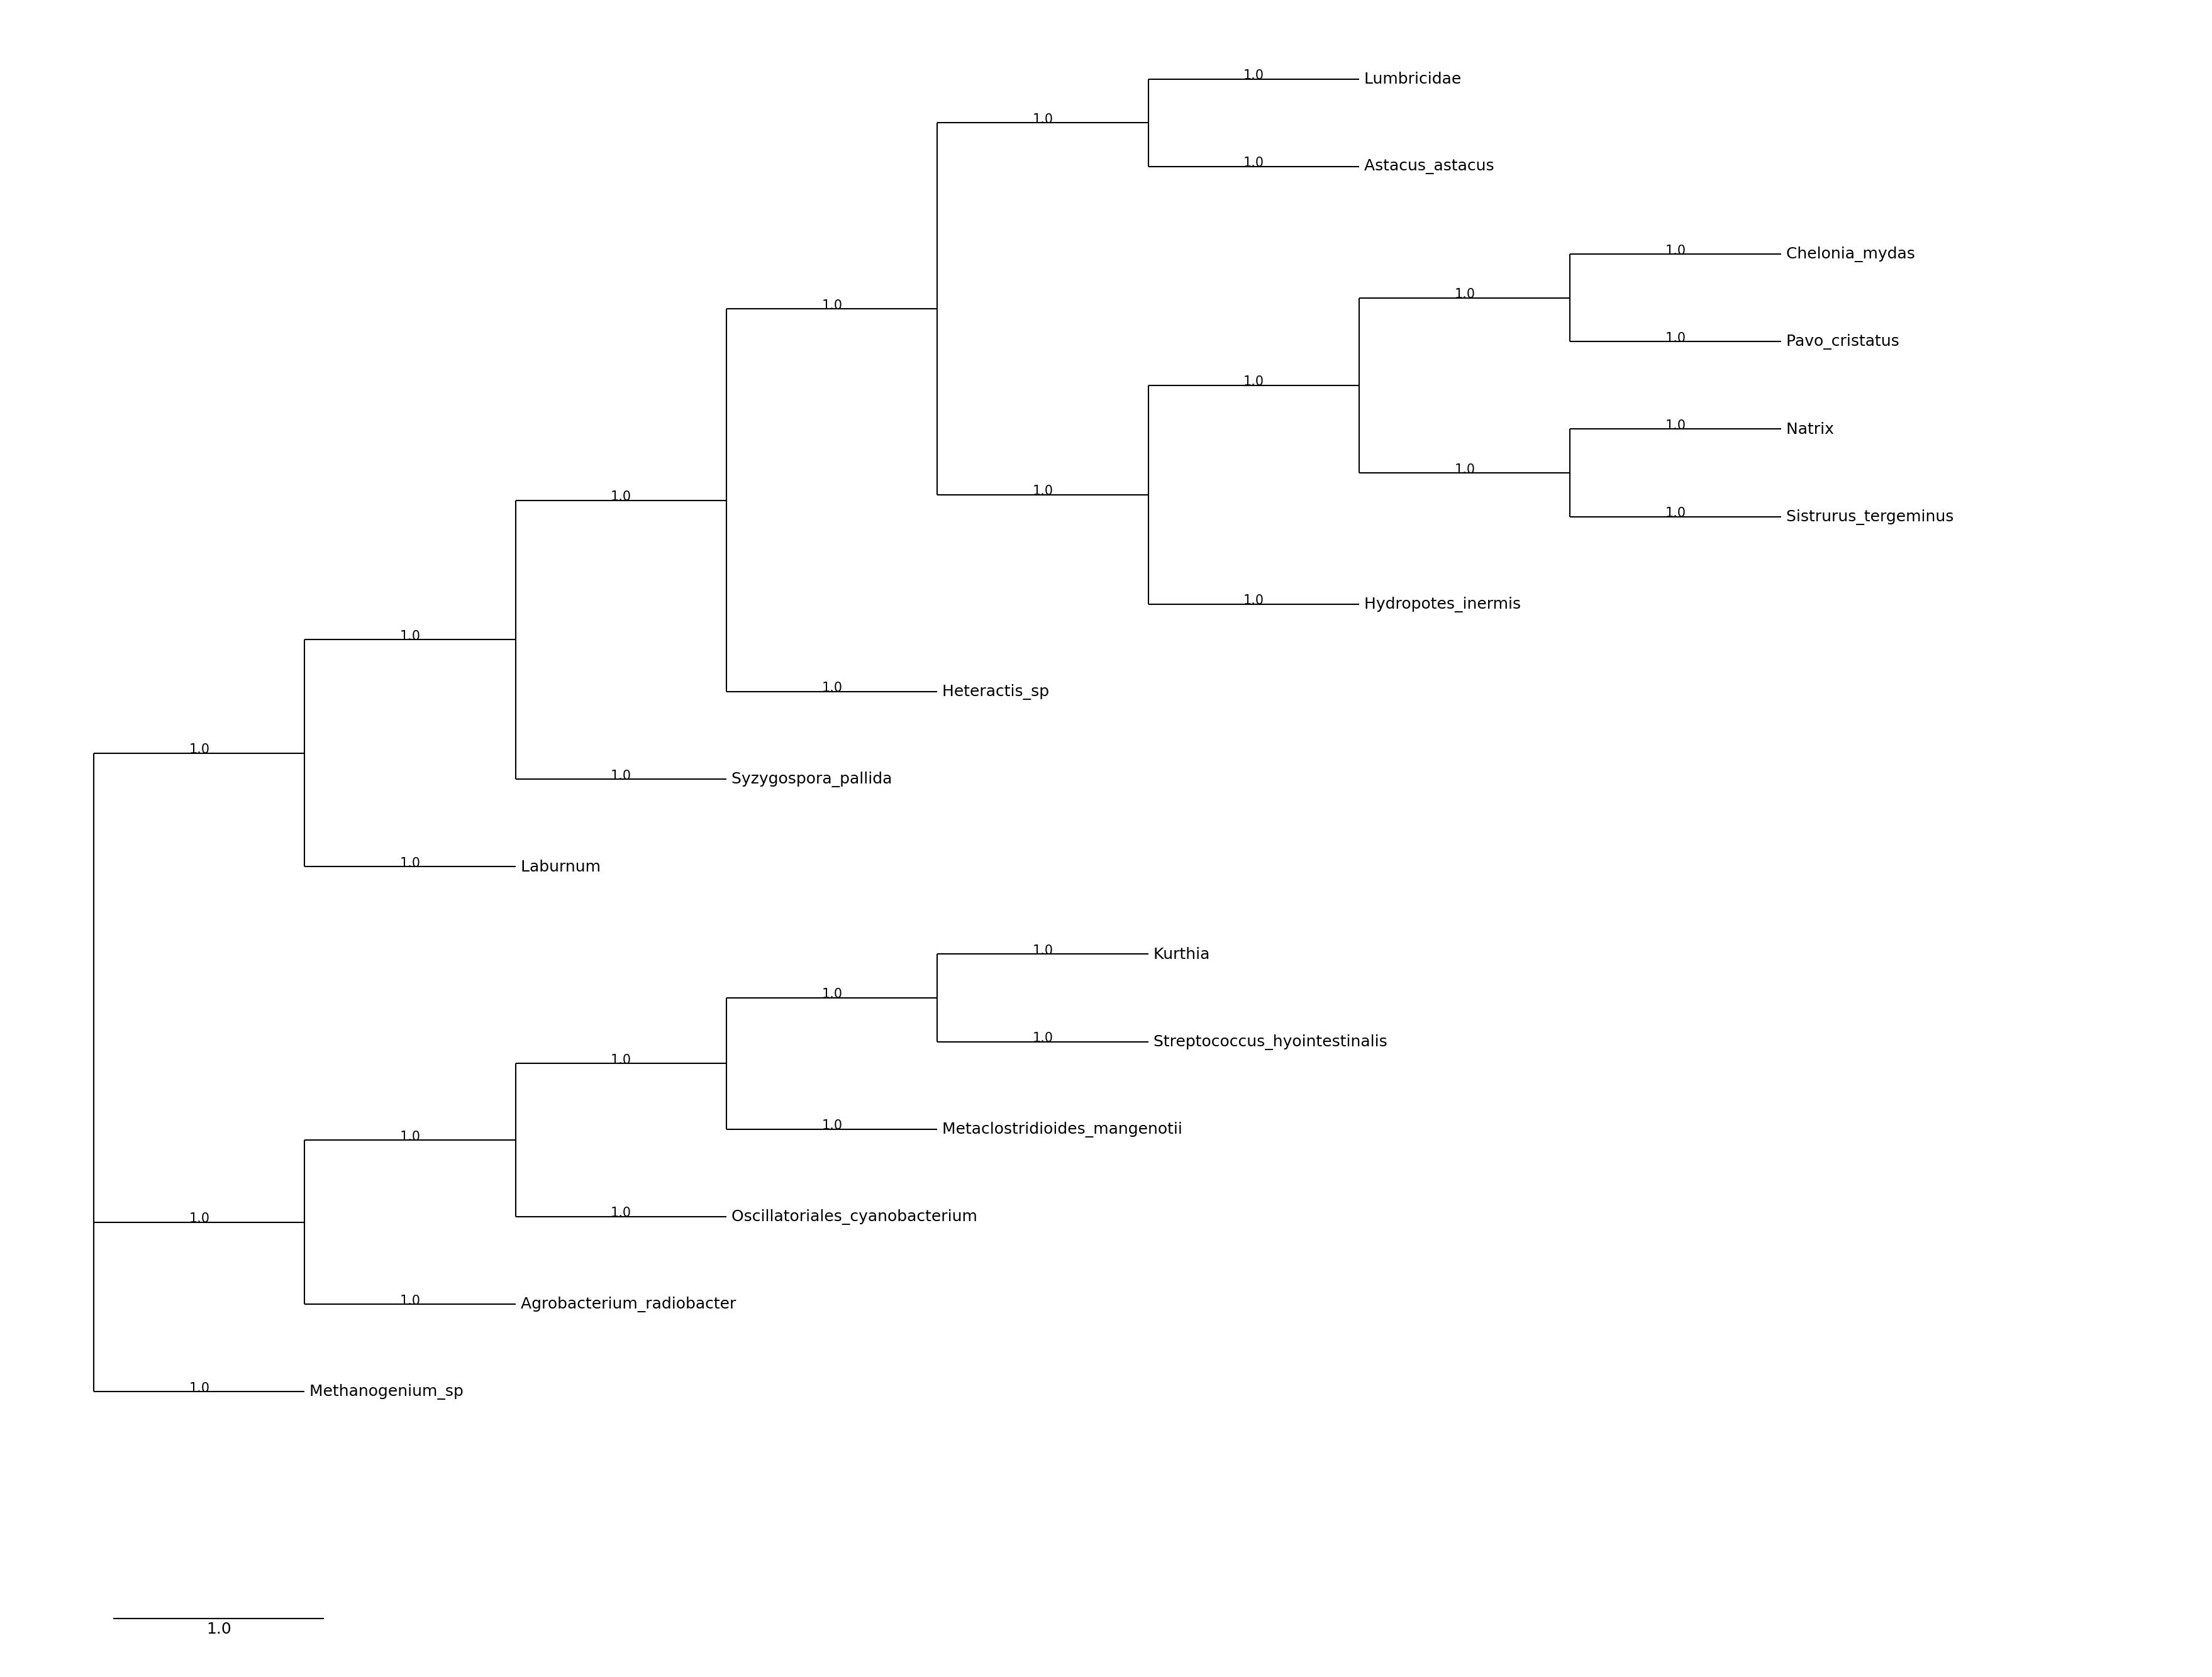 1.0
Lumbricidae
1.0
1.0
Astacus_astacus
1.0
Chelonia_mydas
1.0
1.0
1.0
Pavo_cristatus
1.0
1.0
Natrix
1.0
1.0
1.0
1.0
Sistrurus_tergeminus
1.0
Hydropotes_inermis
1.0
1.0
Heteractis_sp
1.0
1.0
Syzygospora_pallida
1.0
Laburnum
1.0
Kurthia
1.0
1.0
Streptococcus_hyointestinalis
1.0
1.0
Metaclostridioides_mangenotii
1.0
1.0
Oscillatoriales_cyanobacterium
1.0
1.0
Agrobacterium_radiobacter
1.0
Methanogenium_sp
1.0